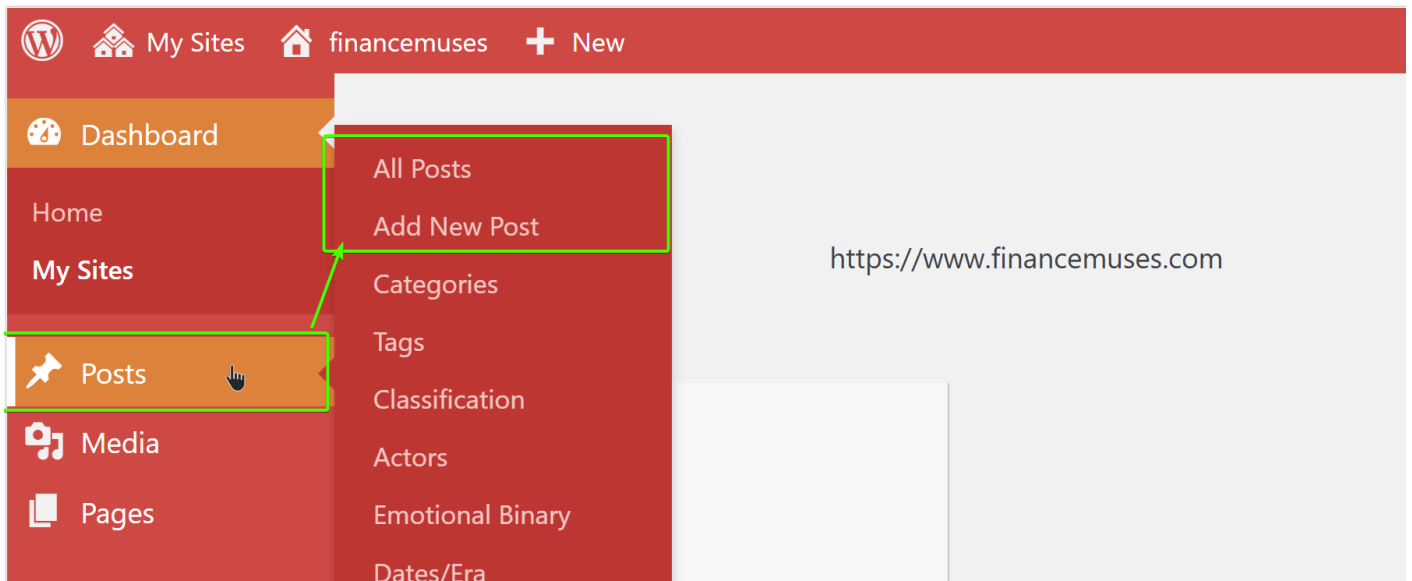 My Sites financemuses New
Dashboard
Home
My Sites
Posts
Media
Pages
All Posts
Add New Post
Categories
Tags
Classification
Actors
Emotional Binary
Dates/Era
https://www.financemuses.com